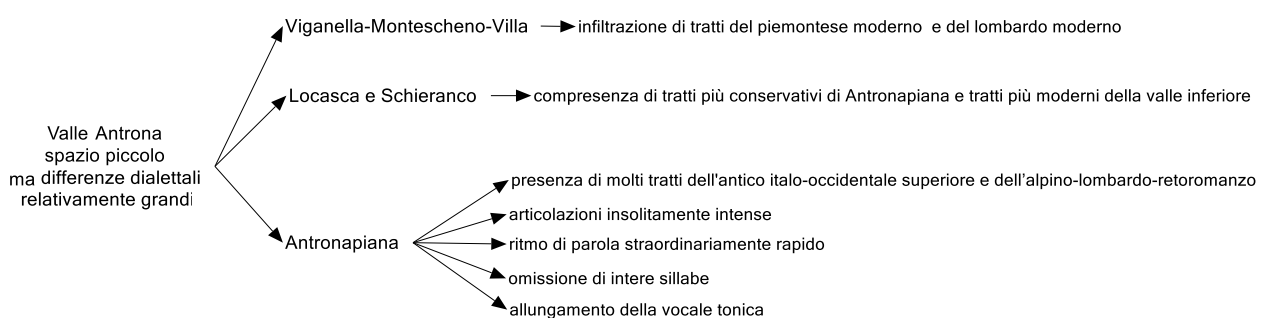 Valle Antrona
spazio piccolo
ma differenze dialettali
relativamente grandi
Viganella-Montescheno-Villa
infiltrazione di tratti del piemontese moderno e del lombardo moderno
Locasca e Schieranco
compresenza di tratti più conservativi di Antronapiana e tratti più moderni della valle inferiore
Antronapiana
presenza di molti tratti dell'antico italo-occidentale superiore e dell’alpino-lombardo-retoromanzo
articolazioni insolitamente intense
ritmo di parola straordinariamente rapido
omissione di intere sillabe
allungamento della vocale tonica